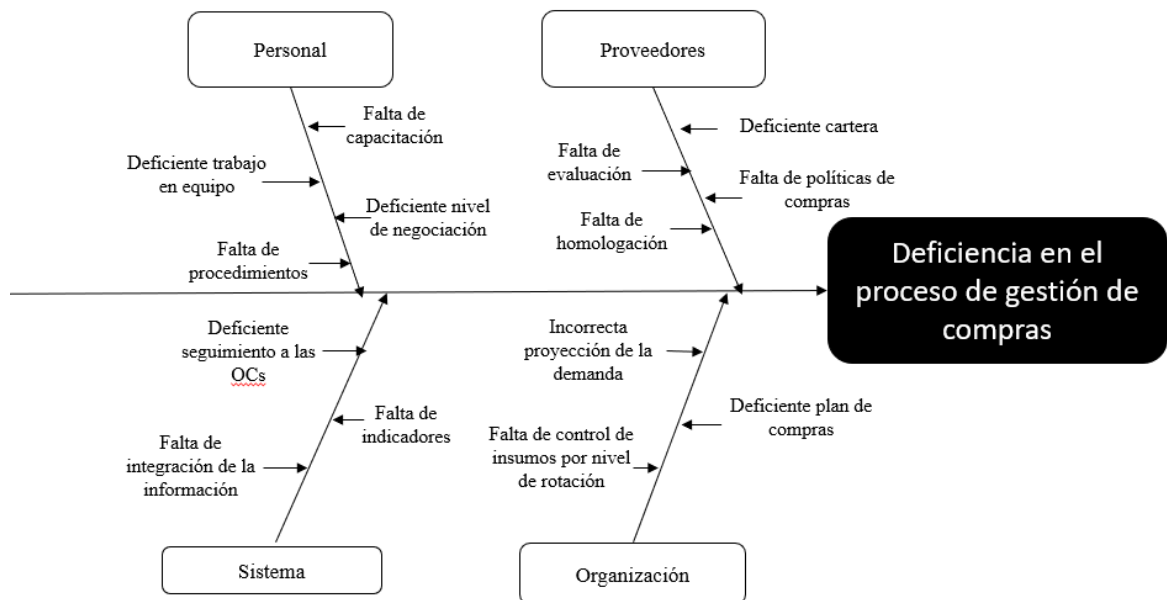 Personal
Proveedores
Falta de
capacitación
Deficiente trabajo
en equipo
Deficiente nivel
de negociación
Falta de
procedimientos
Deficiente cartera
Falta de
evaluación
Falta de políticas de
compras
Falta de
homologación
Deficiencia en el
proceso de gestión de
compras
Deficiente
seguimiento a las
OCs
Falta de
indicadores
Falta de
integración de la
información
Incorrecta
proyección de la
demanda
Deficiente plan de
compras
Falta de control de
insumos por nivel
de rotación
Sistema
Organización